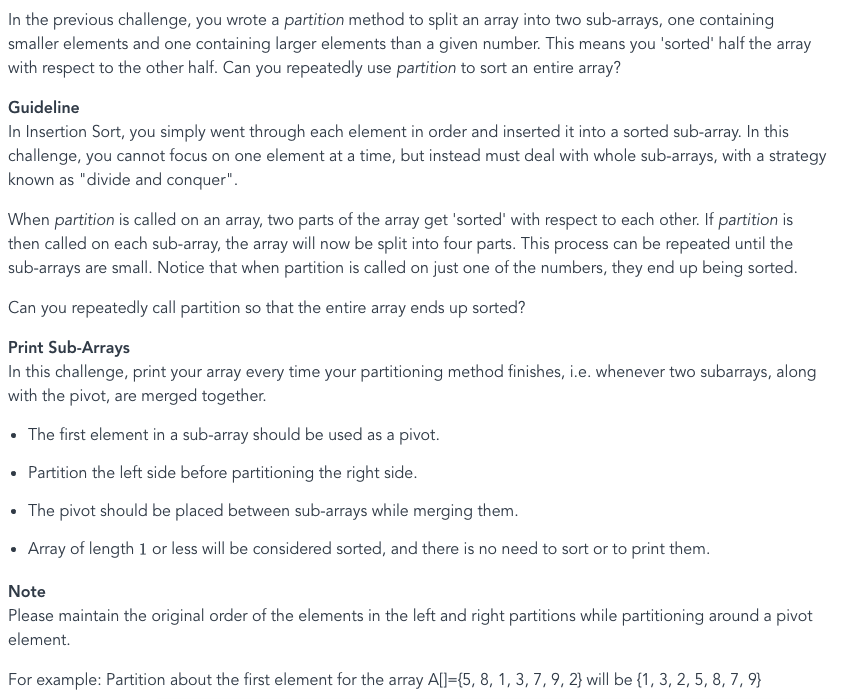 In the previous challenge, you wrote a partition method to split an array into two sub-arrays, one containing
smaller elements and one containing larger elements than a given number. This means you 'sorted' half the array
with respect to the other half. Can you repeatedly use partition to sort an entire array?
Guideline
In Insertion Sort, you simply went through each element in order and inserted it into a sorted sub-array. In this
challenge, you cannot focus on one element at a time, but instead must deal with whole sub-arrays, with a strategy
known as "divide and conquer".
When partition is called on an array, two parts of the array get 'sorted' with respect to each other. If partition is
then called on each sub-array, the array will now be split into four parts. This process can be repeated until the
sub-arrays are small. Notice that when partition is called on just one of the numbers, they end up being sorted.
Can you repeatedly call partition so that the entire array ends up sorted?
Print Sub-Arrays
In this challenge, print your array every time your partitioning method finishes, i.e. whenever two subarrays, along
with the pivot, are merged together.
• The first element in a sub-array should be used as a pivot.
• Partition the left side before partitioning the right side.
• The pivot should be placed between sub-arrays while merging them.
• Array of length 1 or less will be considered sorted, and there is no need to sort or to print them.
Note
Please maintain the original order of the elements in the left and right partitions while partitioning around a pivot
element.
For example: Partition about the first element for the array A[]={5, 8, 1, 3, 7, 9, 2} will be {1, 3, 2, 5, 8, 7, 9}